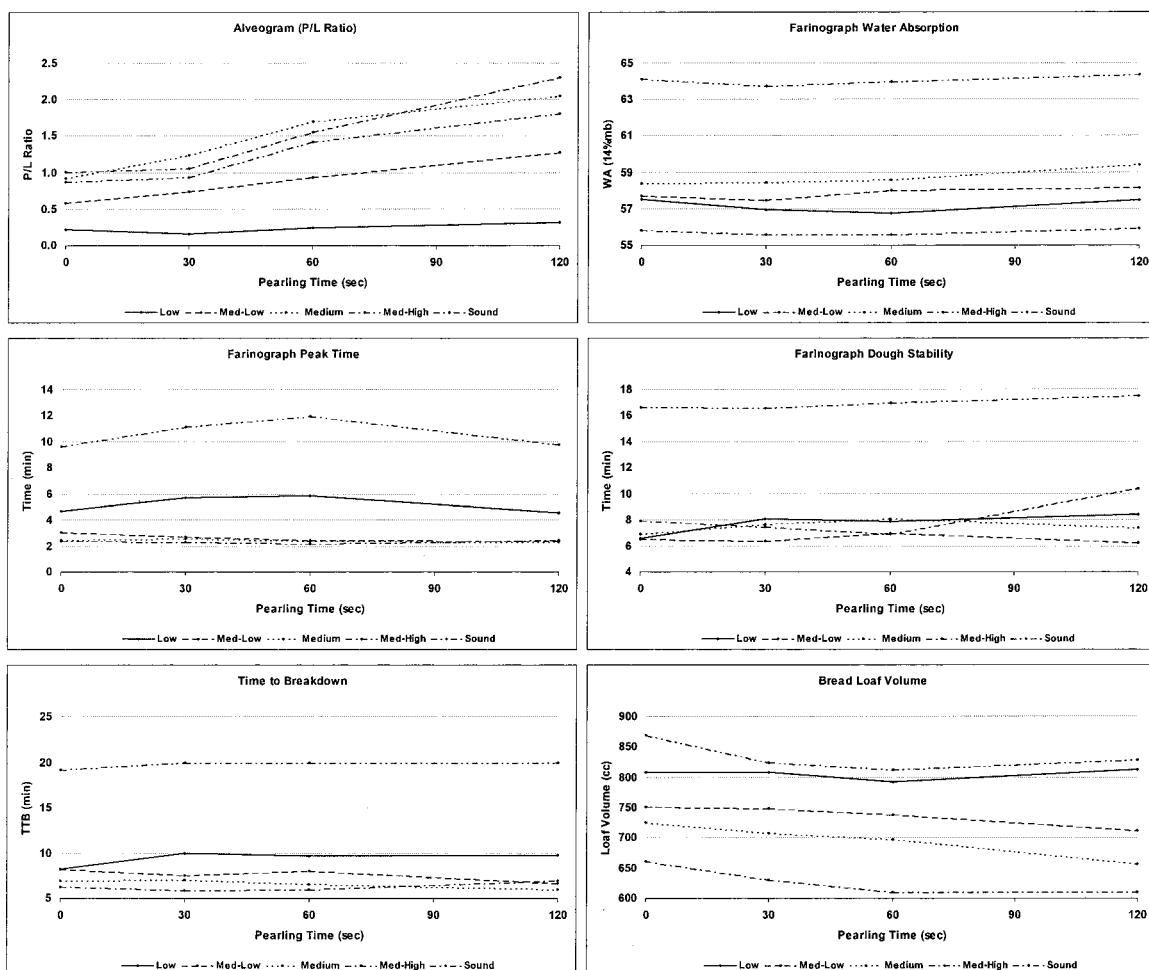 Alveogram (P/L Ratio)
2.5
2.0
1.5
1.0
0.5
0.0
P/L Ratio
0 30 60 90 120
Pearling Time (sec)
Low Med-Low Medium Med-High Sound
Farinograph Water Absorption
65
63
61
59
57
55
WA (14%mb)
0 30 60 90 120
Pearling Time (sec)
Low Med-Low Medium Med-High Sound
Farinograph Peak Time
14
12
10
8
6
4
2
0
Time (min)
0 30 60 90 120
Pearling Time (sec)
Low Med-Low Medium Med-High Sound
Farinograph Dough Stability
18
16
14
12
10
8
6
4
Time (min)
0 30 60 90 120
Pearling Time (sec)
Low Med-Low Medium Med-High Sound
Time to Breakdown
25
20
15
10
5
TTB (min)
0 30 60 90 120
Pearling Time (sec)
Low Med-Low Medium Med-High Sound
Bread Loaf Volume
900
850
800
750
700
650
600
Loaf Volume (cc)
0 30 60 90 120
Pearling Time (sec)
Low Med-Low Medium Med-High Sound